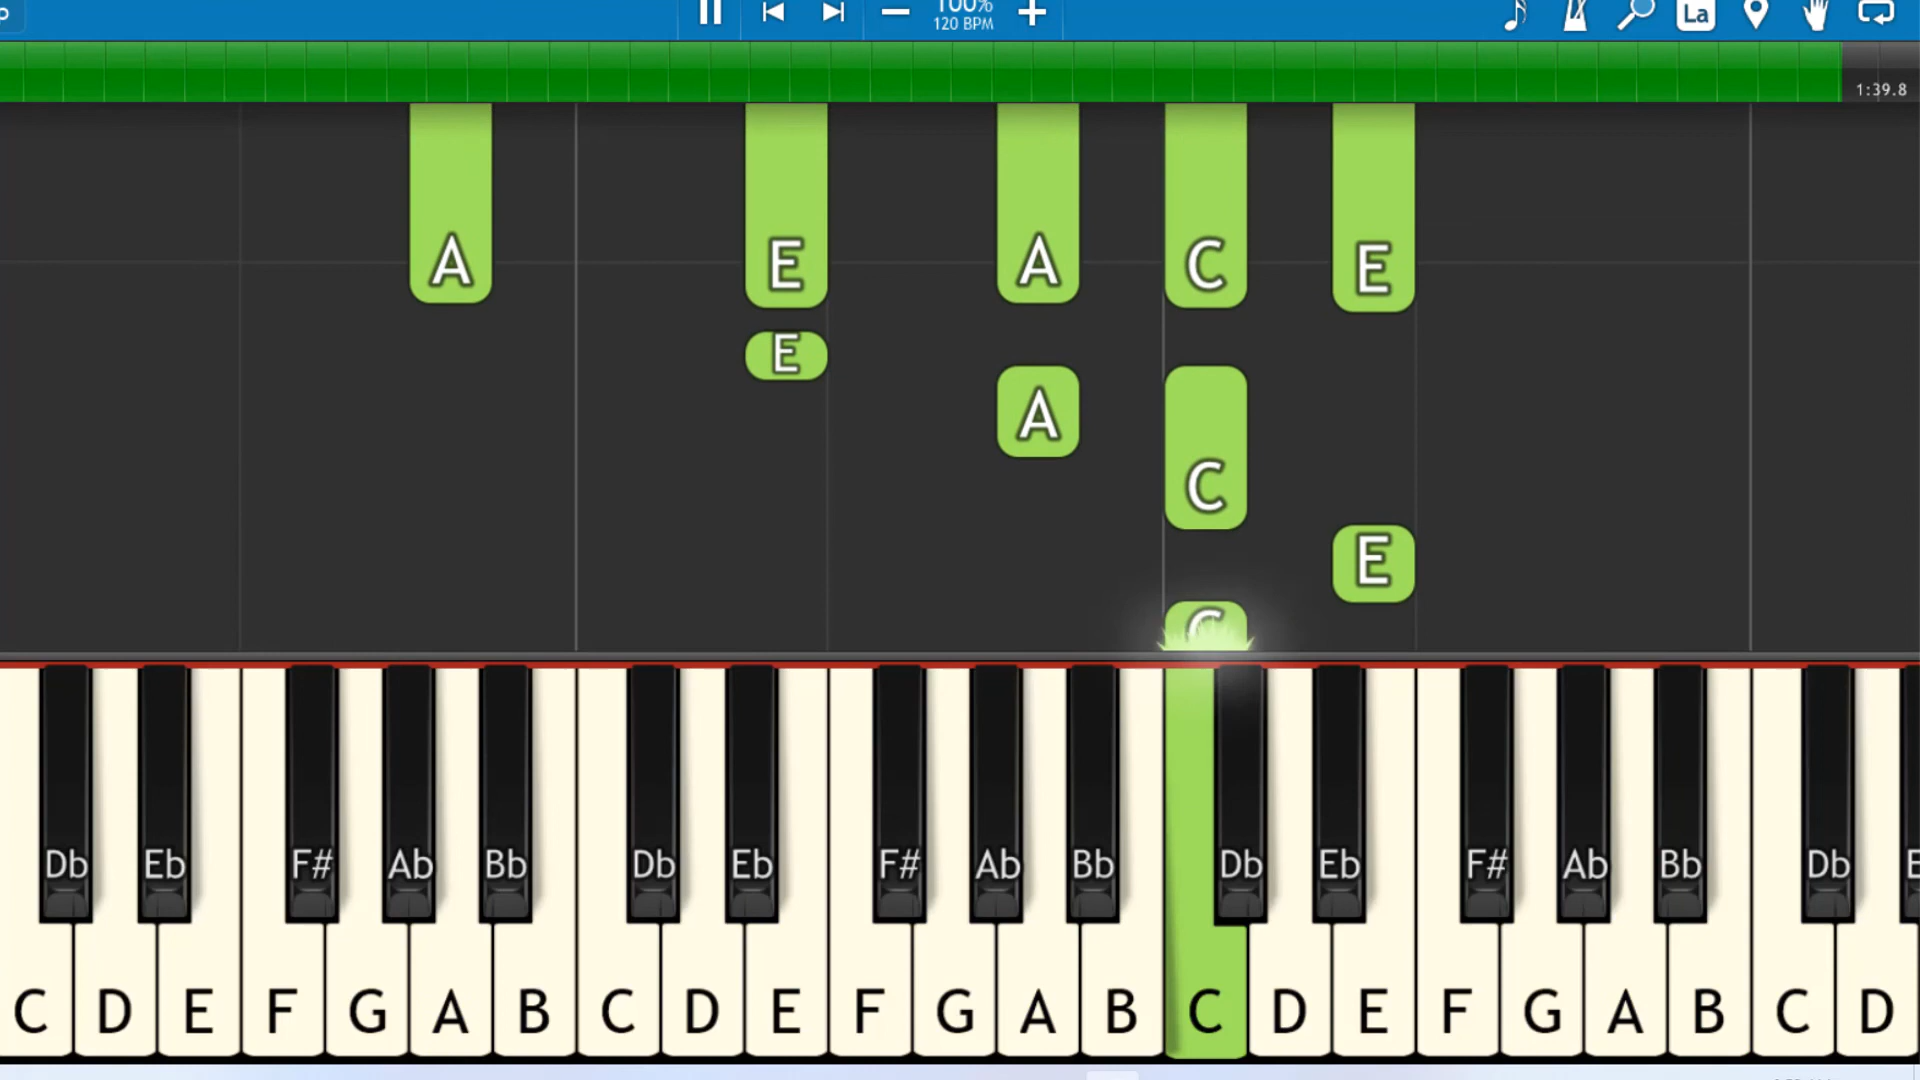 100%
120 BPM
La
1:39.8
A E A C E
E
A
C
E
C
Db Eb F# Ab Bb Db Eb F# Ab Bb Db Eb F# Ab Bb Db
C D E F G A B C D E F G A B C D E F G A B C D